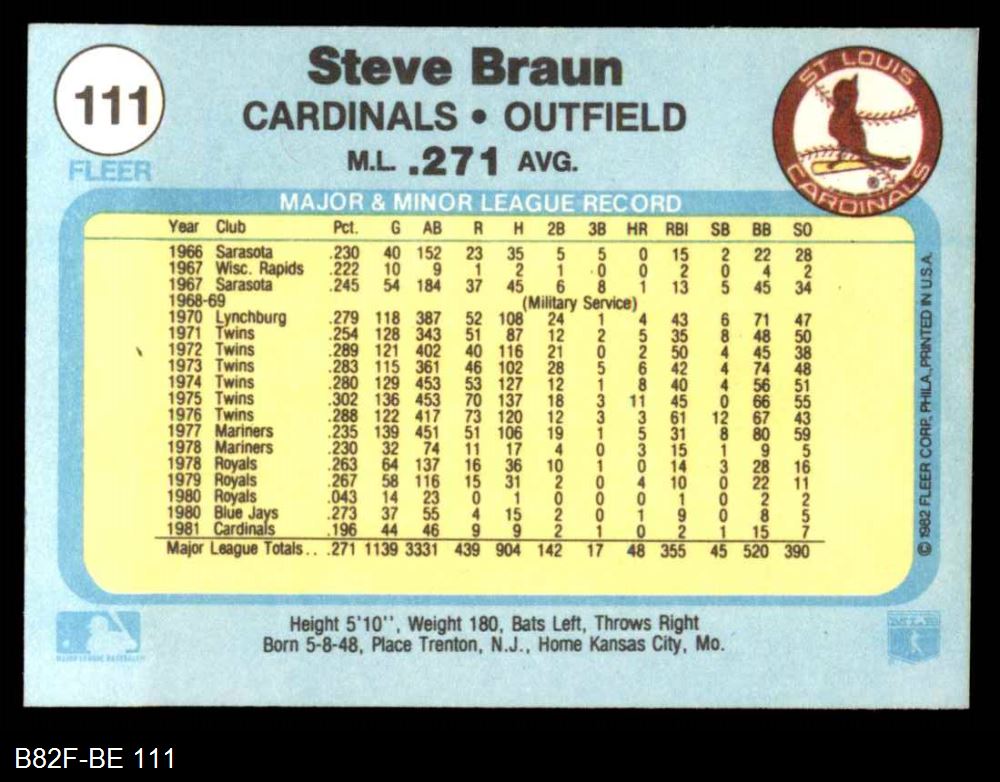 111
FLEER
Steve Braun
CARDINALS • OUTFIELD
M.L. .271 AVG.
ST LOUIS
CARDINALS
MAJOR & MINOR LEAGUE RECORD
Year Club Pct. G AB R H 2B 3B HR RBI SB BB SO
1966 Sarasota .230 40 152 23 35 5 5 0 15 2 22 28
1967 Wisc. Rapids .222 10 9 1 2 1 0 0 2 0 4 2
1967 Sarasota .245 54 184 37 45 6 8 1 13 5 45 34
1968-69 (Military Service)
1970 Lynchburg .279 118 387 52 108 24 1 4 43 6 71 47
1971 Twins .254 128 343 51 87 12 2 5 35 8 48 50
1972 Twins .289 121 402 40 116 21 0 2 50 4 45 38
1973 Twins .283 115 361 46 102 28 5 6 42 4 74 48
1974 Twins .280 129 453 53 127 12 1 8 40 4 56 51
1975 Twins .302 136 453 70 137 18 3 11 45 0 66 55
1976 Twins .288 122 417 73 120 12 3 3 61 12 67 43
1977 Mariners .235 139 451 51 106 19 1 5 31 8 80 59
1978 Mariners .230 32 74 11 17 4 0 3 15 1 9 5
1978 Royals .263 64 137 16 36 10 1 0 14 3 28 16
1979 Royals .267 58 116 15 31 2 0 4 10 0 22 11
1980 Royals .043 14 23 0 1 0 0 0 1 0 2 2
1980 Blue Jays .273 37 55 4 15 2 0 1 9 0 8 5
1981 Cardinals .196 44 46 9 9 2 1 0 2 1 15 7
Major League Totals. . .271 1139 3331 439 904 142 17 48 355 45 520 390
© 1982 FLEER CORP. PHILA. PRINTED IN U.S.A.
Height 5'10'', Weight 180, Bats Left, Throws Right
Born 5-8-48, Place Trenton, N.J., Home Kansas City, Mo.
MAJOR LEAGUE BASEBALL
B82F-BE 111